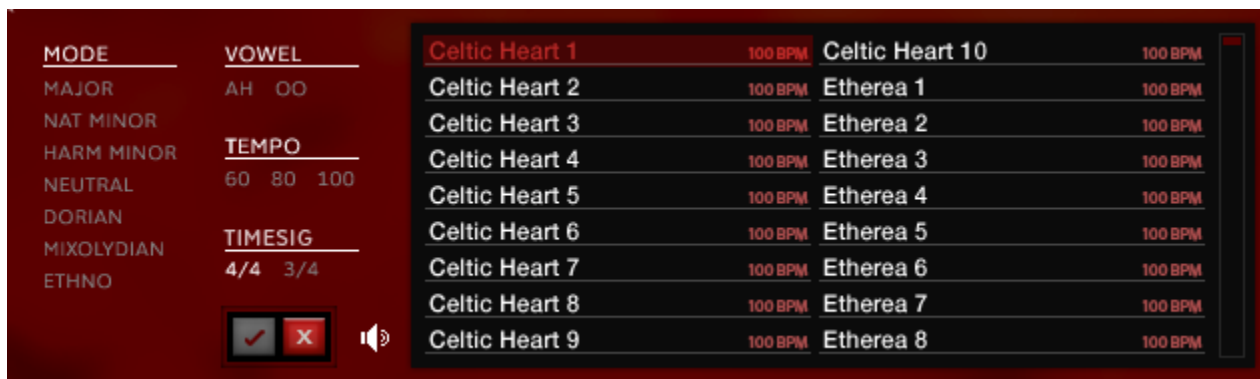 MODE
MAJOR
NAT MINOR
HARM MINOR
NEUTRAL
DORIAN
MIXOLYDIAN
ETHNO
VOWEL
AH OO
TEMPO
60 80 100
TIMESIG
4/4 3/4
Celtic Heart 1 100 BPM
Celtic Heart 2 100 BPM
Celtic Heart 3 100 BPM
Celtic Heart 4 100 BPM
Celtic Heart 5 100 BPM
Celtic Heart 6 100 BPM
Celtic Heart 7 100 BPM
Celtic Heart 8 100 BPM
Celtic Heart 9 100 BPM
Celtic Heart 10 100 BPM
Etherea 1 100 BPM
Etherea 2 100 BPM
Etherea 3 100 BPM
Etherea 4 100 BPM
Etherea 5 100 BPM
Etherea 6 100 BPM
Etherea 7 100 BPM
Etherea 8 100 BPM